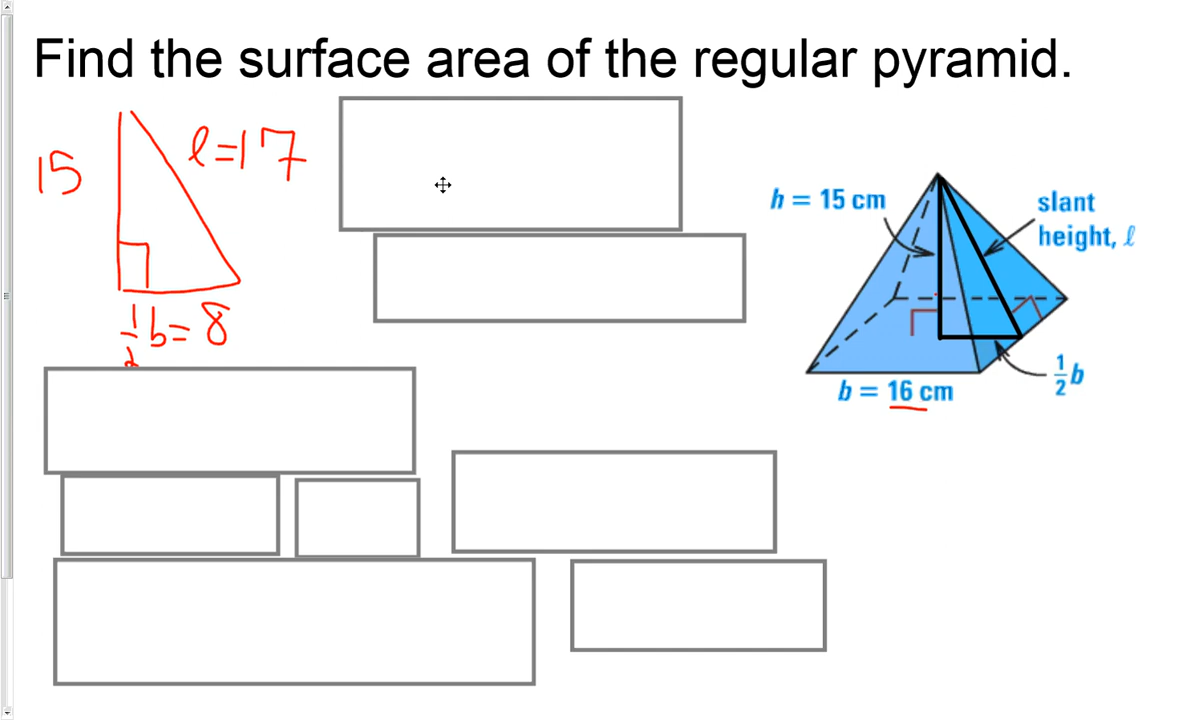 Find the surface area of the regular pyramid.
15
ℓ=17
½b=8
h = 15 cm
slant
height, ℓ
b = 16 cm
½b